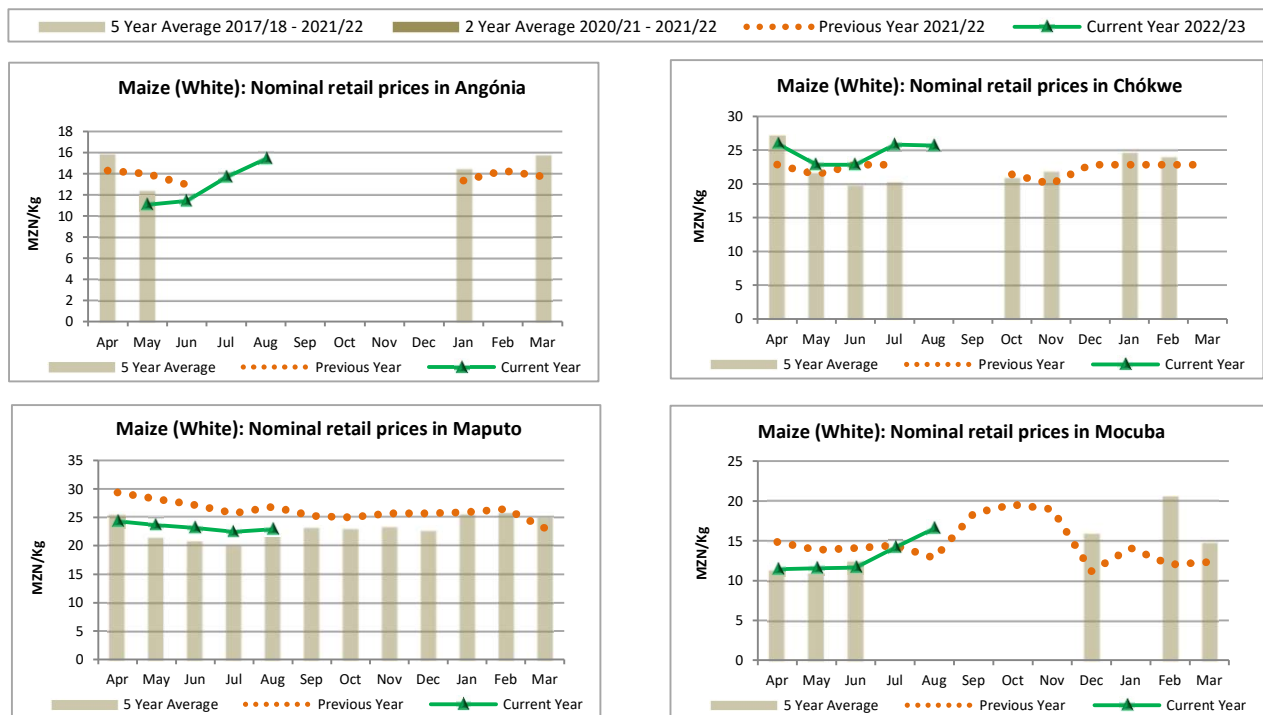 5 Year Average 2017/18 - 2021/22 2 Year Average 2020/21 - 2021/22 Previous Year 2021/22 Current Year 2022/23
Maize (White): Nominal retail prices in Angónia
MZN/Kg
18
16
14
12
10
8
6
4
2
0
Apr May Jun Jul Aug Sep Oct Nov Dec Jan Feb Mar
5 Year Average Previous Year Current Year
Maize (White): Nominal retail prices in Chókwe
MZN/Kg
30
25
20
15
10
5
0
Apr May Jun Jul Aug Sep Oct Nov Dec Jan Feb Mar
5 Year Average Previous Year Current Year
Maize (White): Nominal retail prices in Maputo
MZN/Kg
35
30
25
20
15
10
5
0
Apr May Jun Jul Aug Sep Oct Nov Dec Jan Feb Mar
5 Year Average Previous Year Current Year
Maize (White): Nominal retail prices in Mocuba
MZN/Kg
25
20
15
10
5
0
Apr May Jun Jul Aug Sep Oct Nov Dec Jan Feb Mar
5 Year Average Previous Year Current Year